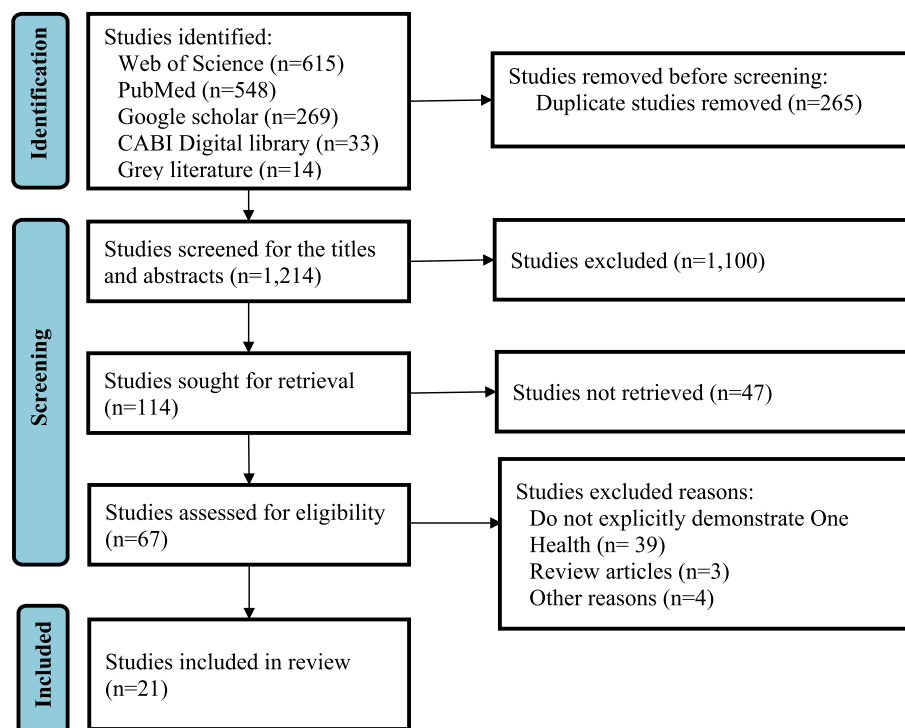 Identification
Studies identified:
Web of Science (n=615)
PubMed (n=548)
Google scholar (n=269)
CABI Digital library (n=33)
Grey literature (n=14)
Studies removed before screening:
Duplicate studies removed (n=265)
Screening
Studies screened for the titles
and abstracts (n=1,214)
Studies excluded (n=1,100)
Studies sought for retrieval
(n=114)
Studies not retrieved (n=47)
Studies assessed for eligibility
(n=67)
Studies excluded reasons:
Do not explicitly demonstrate One
Health (n= 39)
Review articles (n=3)
Other reasons (n=4)
Included
Studies included in review
(n=21)